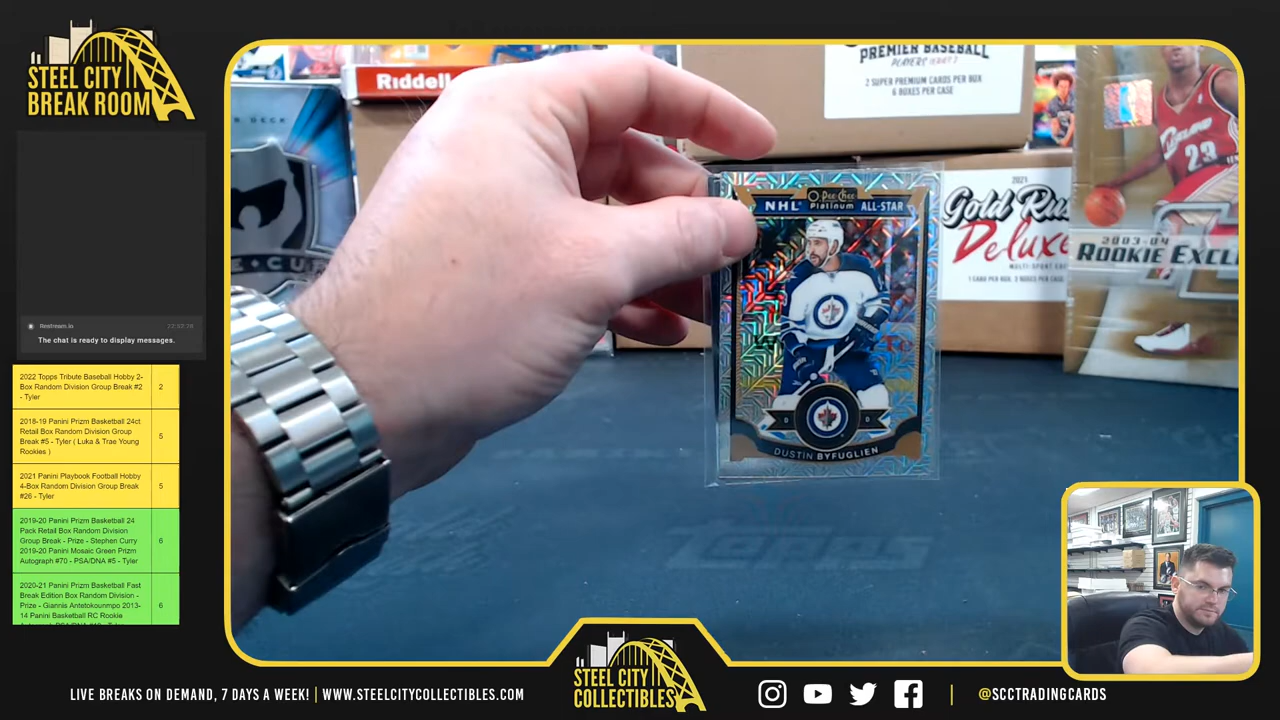 STEEL CITY
BREAK ROOM
Restream.io
The chat is ready to display messages.
2022 Topps Tribute Baseball Hobby 2-
Box Random Division Group Break #2
- Tyler
2
2018-19 Panini Prizm Basketball 24ct
Retail Box Random Division Group
Break #5 - Tyler ( Luka & Trae Young
Rookies )
5
2021 Panini Playbook Football Hobby
4-Box Random Division Group Break
#26 - Tyler
5
2019-20 Panini Prizm Basketball 24
Pack Retail Box Random Division
Group Break - Prize - Stephen Curry
2019-20 Panini Mosaic Green Prizm
Autograph #70 - PSA/DNA #5 - Tyler
6
2020-21 Panini Prizm Basketball Fast
Break Edition Box Random Division -
Prize - Giannis Antetokounmpo 2013-
14 Panini Basketball RC Rookie
6
Riddell
PREMIER BASEBALL
2 SUPER PREMIUM CARDS PER BOX
6 BOXES PER CASE
NHL
O-Pee-Chee
Platinum
ALL-STAR
DUSTIN BYFUGLIEN
2021
Gold Rus
Deluxe
23
2003-04
ROOKIE EXCL
Topps
STEEL CITY
COLLECTIBLES
LIVE BREAKS ON DEMAND, 7 DAYS A WEEK! | WWW.STEELCITYCOLLECTIBLES.COM
@SCCTRADINGCARDS